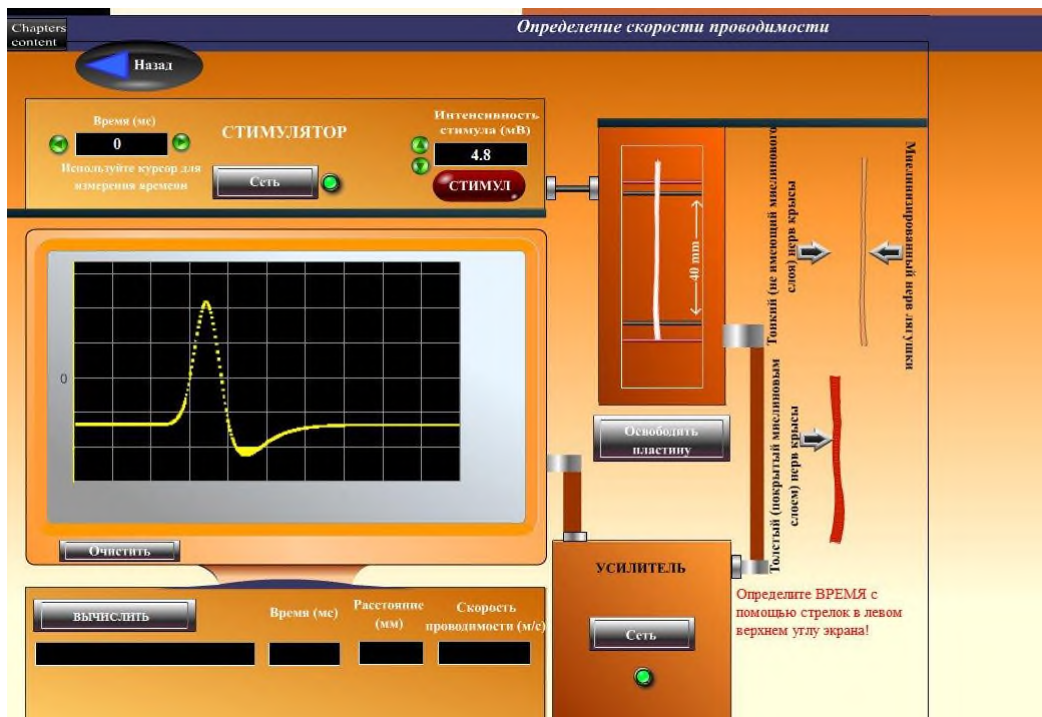 Chapters
content
Определение скорости проводимости
Назад
Время (мс)
0
Используйте курсор для
измерения времени
СТИМУЛЯТОР
Сеть
Интенсивность
стимула (мВ)
4.8
СТИМУЛ
0
Очистить
40 mm
Освободить
пластину
Тонкий (не имеющий миелинового
слоя) нерв крысы
Миелинизированный нерв лягушки
Толстый (покрытый миелиновым
слоем) нерв крысы
УСИЛИТЕЛЬ
Сеть
Определите ВРЕМЯ с
помощью стрелок в левом
верхнем углу экрана!
ВЫЧИСЛИТЬ
Время (мс)
Расстояние
(мм)
Скорость
проводимости (м/с)